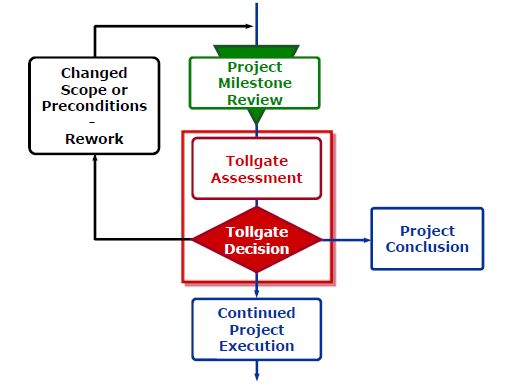 Changed
Scope or
Preconditions
–
Rework
Project
Milestone
Review
Tollgate
Assessment
Tollgate
Decision
Project
Conclusion
Continued
Project
Execution